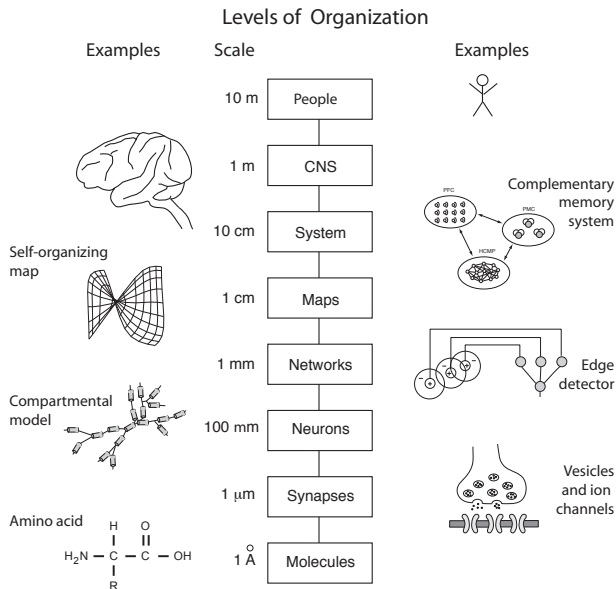 Levels of Organization
Examples
Scale
Examples
10 m
People
1 m
CNS
Complementary
memory
system
PFC
PMC
HCMP
10 cm
System
Self-organizing
map
1 cm
Maps
1 mm
Networks
− + − + − +
Edge
detector
Compartmental
model
100 mm
Neurons
1 μm
Synapses
Vesicles
and ion
channels
Amino acid
1 Å
Molecules
H O
H₂N C C OH
R